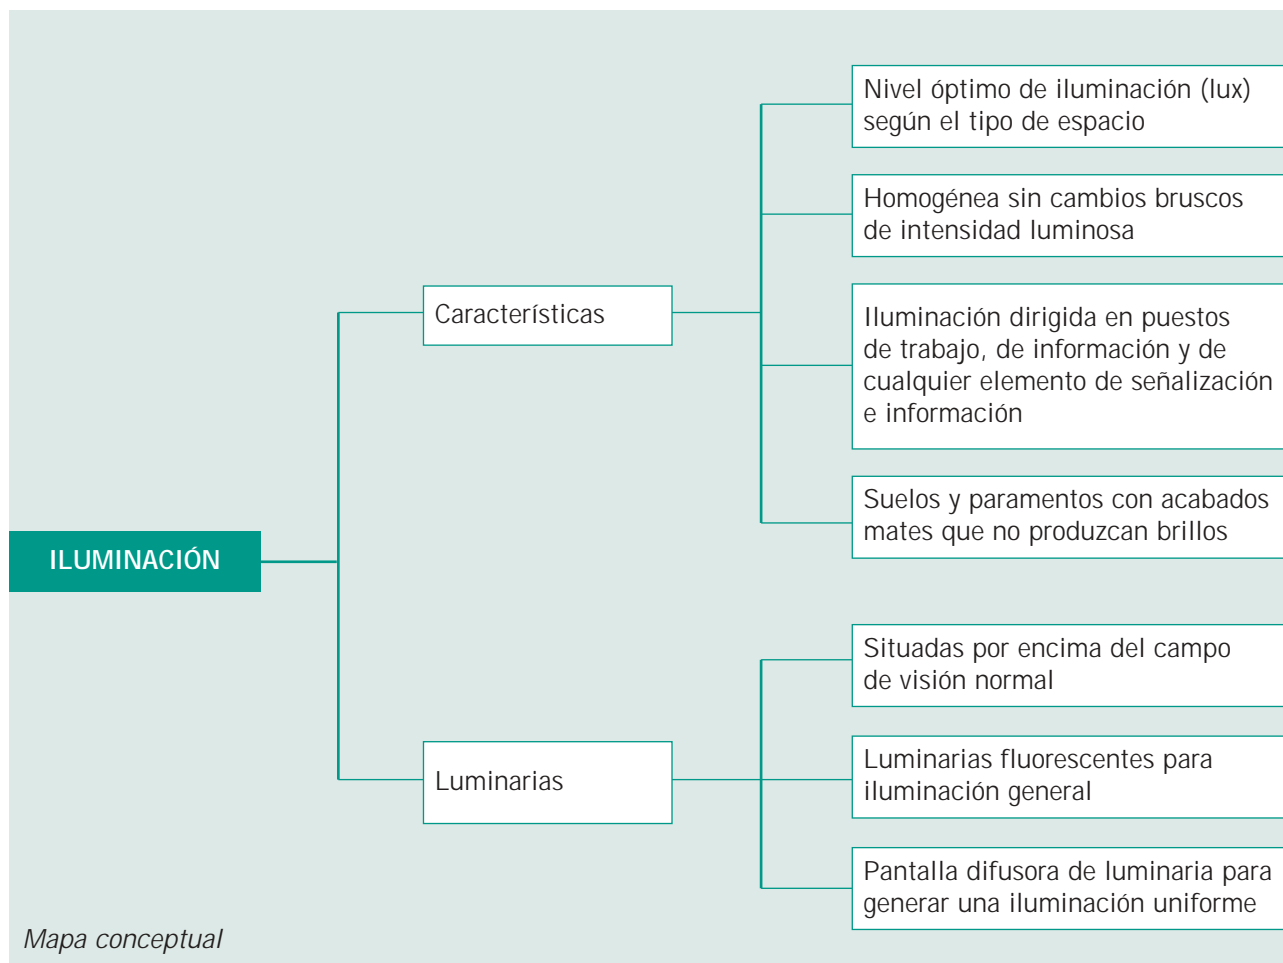 Nivel óptimo de iluminación (lux)
según el tipo de espacio
Homogénea sin cambios bruscos
de intensidad luminosa
Características
Iluminación dirigida en puestos
de trabajo, de información y de
cualquier elemento de señalización
e información
Suelos y paramentos con acabados
mates que no produzcan brillos
ILUMINACIÓN
Situadas por encima del campo
de visión normal
Luminarias
Luminarias fluorescentes para
iluminación general
Pantalla difusora de luminaria para
generar una iluminación uniforme
Mapa conceptual